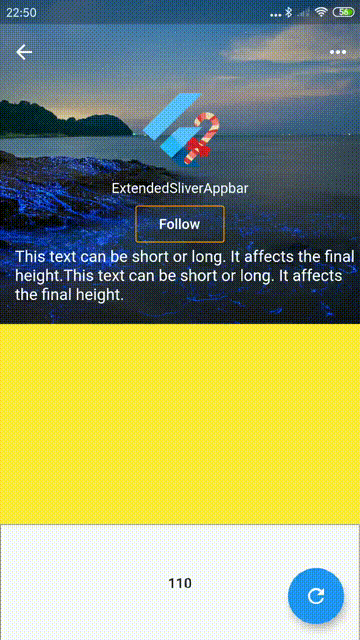 22:50
56
ExtendedSliverAppbar
Follow
This text can be short or long. It affects the final
height.This text can be short or long. It affects
the final height.
110